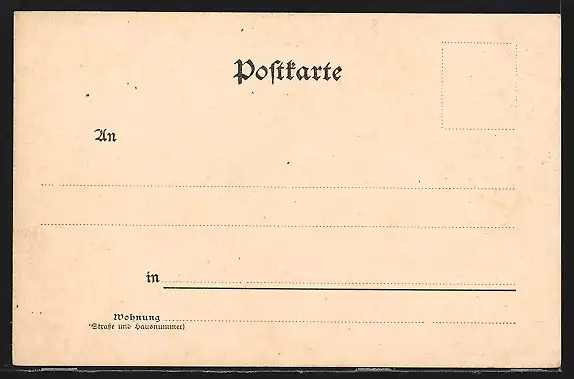 Poſtkarte
An
in
Wohnung
(Straße und Hausnummer)